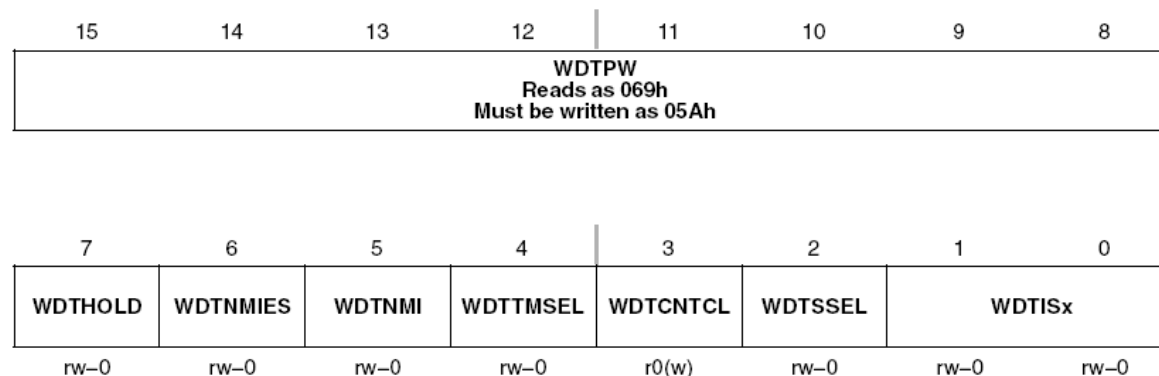 15 14 13 12 11 10 9 8
WDTPW
Reads as 069h
Must be written as 05Ah
7 6 5 4 3 2 1 0
WDTHOLD WDTNMIES WDTNMI WDTTMSEL WDTCNTCL WDTSSEL WDTISx
rw–0 rw–0 rw–0 rw–0 r0(w) rw–0 rw–0 rw–0